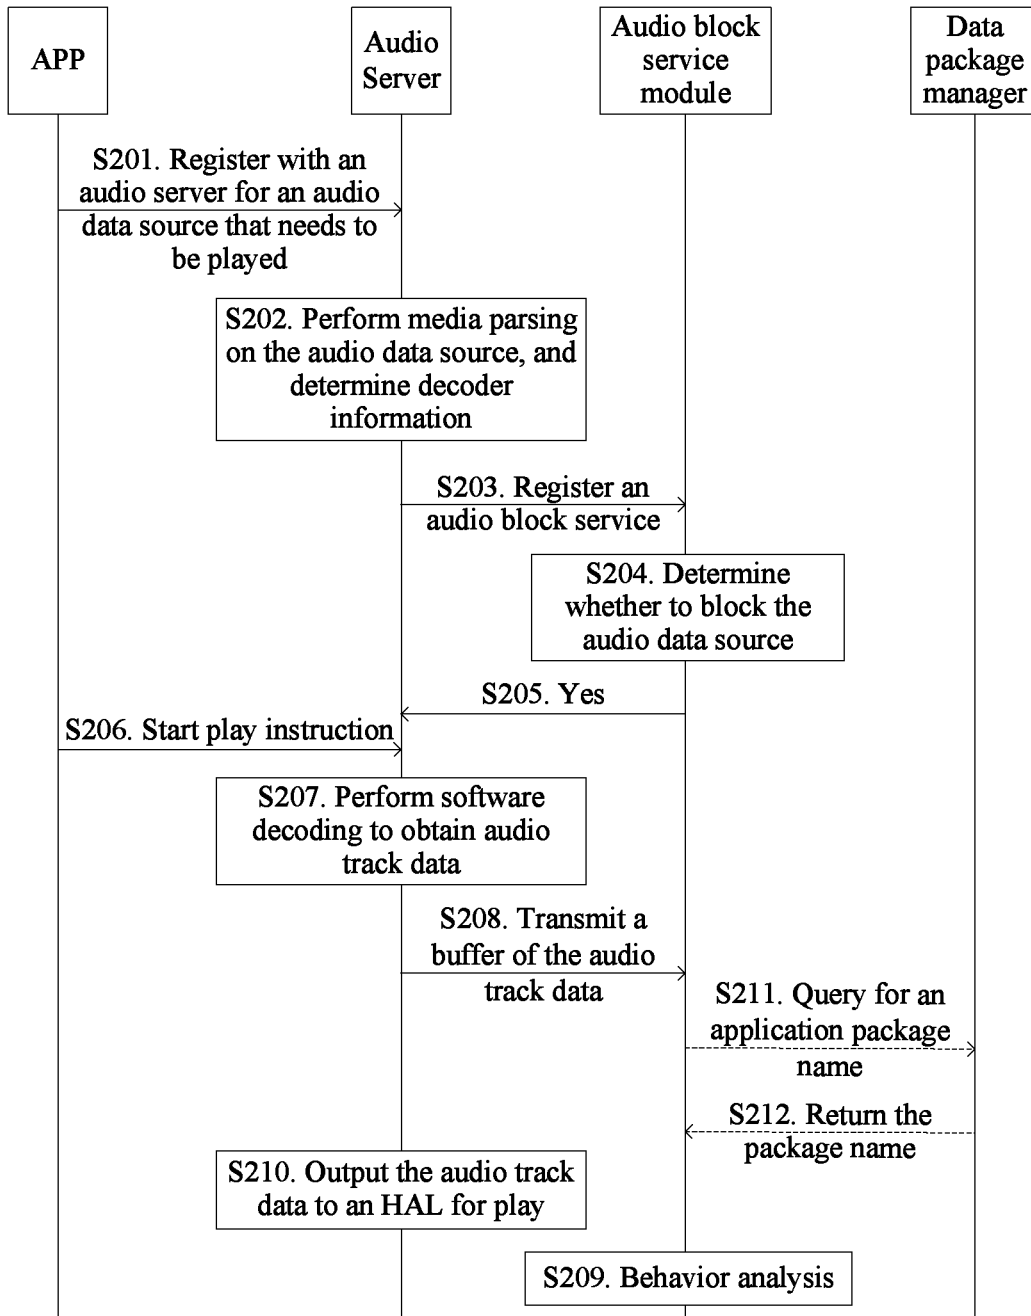 APP
Audio
Server
Audio block
service
module
Data
package
manager
S201. Register with an
audio server for an audio
data source that needs to
be played
S202. Perform media parsing
on the audio data source, and
determine decoder
information
S203. Register an
audio block service
S204. Determine
whether to block the
audio data source
S205. Yes
S206. Start play instruction
S207. Perform software
decoding to obtain audio
track data
S208. Transmit a
buffer of the audio
track data
S211. Query for an
application package
name
S212. Return the
package name
S210. Output the audio track
data to an HAL for play
S209. Behavior analysis